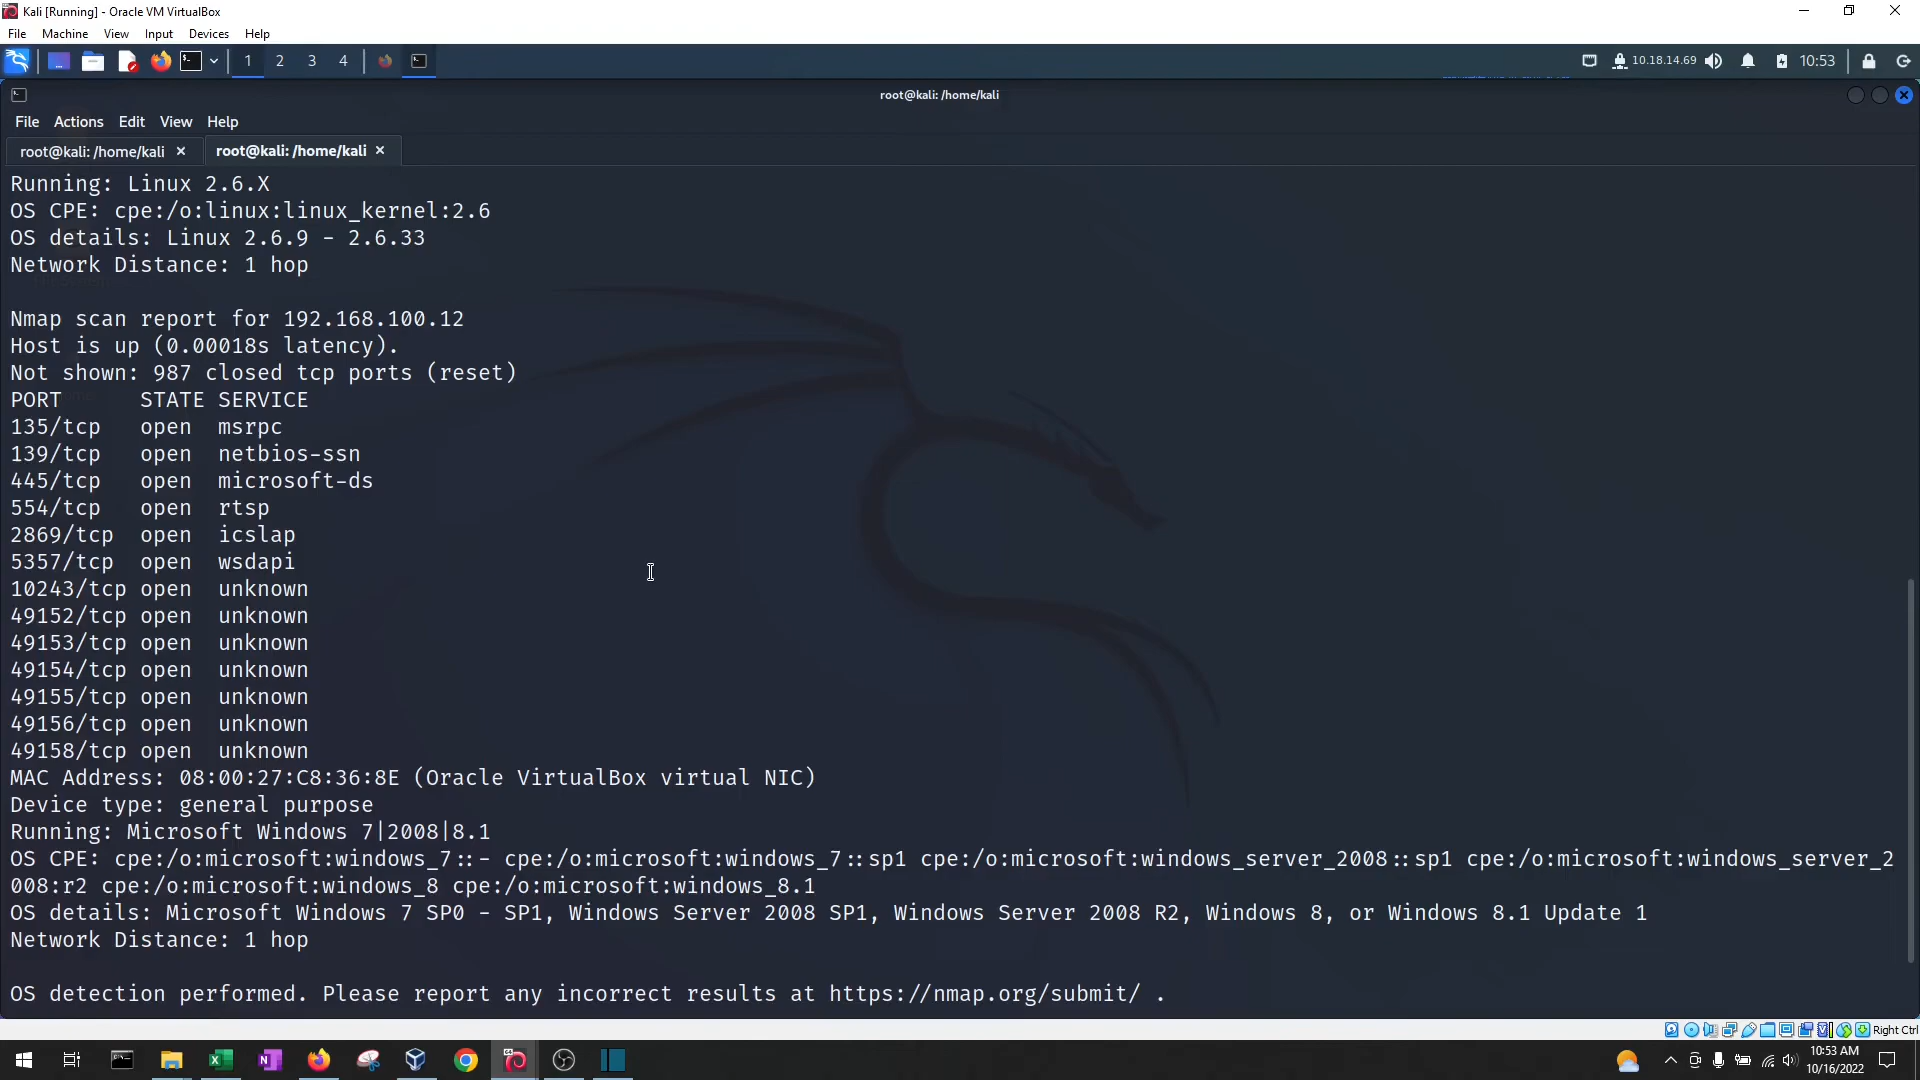 Kali [Running] - Oracle VM VirtualBox
File Machine View Input Devices Help
1 2 3 4
10.18.14.69 10:53
root@kali: /home/kali
File Actions Edit View Help
root@kali: /home/kali × root@kali: /home/kali ×
Running: Linux 2.6.X
OS CPE: cpe:/o:linux:linux_kernel:2.6
OS details: Linux 2.6.9 - 2.6.33
Network Distance: 1 hop
Nmap scan report for 192.168.100.12
Host is up (0.00018s latency).
Not shown: 987 closed tcp ports (reset)
PORT STATE SERVICE
135/tcp open msrpc
139/tcp open netbios-ssn
445/tcp open microsoft-ds
554/tcp open rtsp
2869/tcp open icslap
5357/tcp open wsdapi
10243/tcp open unknown
49152/tcp open unknown
49153/tcp open unknown
49154/tcp open unknown
49155/tcp open unknown
49156/tcp open unknown
49158/tcp open unknown
MAC Address: 08:00:27:C8:36:8E (Oracle VirtualBox virtual NIC)
Device type: general purpose
Running: Microsoft Windows 7|2008|8.1
OS CPE: cpe:/o:microsoft:windows_7::- cpe:/o:microsoft:windows_7::sp1 cpe:/o:microsoft:windows_server_2008::sp1 cpe:/o:microsoft:windows_server_2
008:r2 cpe:/o:microsoft:windows_8 cpe:/o:microsoft:windows_8.1
OS details: Microsoft Windows 7 SP0 - SP1, Windows Server 2008 SP1, Windows Server 2008 R2, Windows 8, or Windows 8.1 Update 1
Network Distance: 1 hop
OS detection performed. Please report any incorrect results at https://nmap.org/submit/ .
Right Ctrl
10:53 AM
10/16/2022